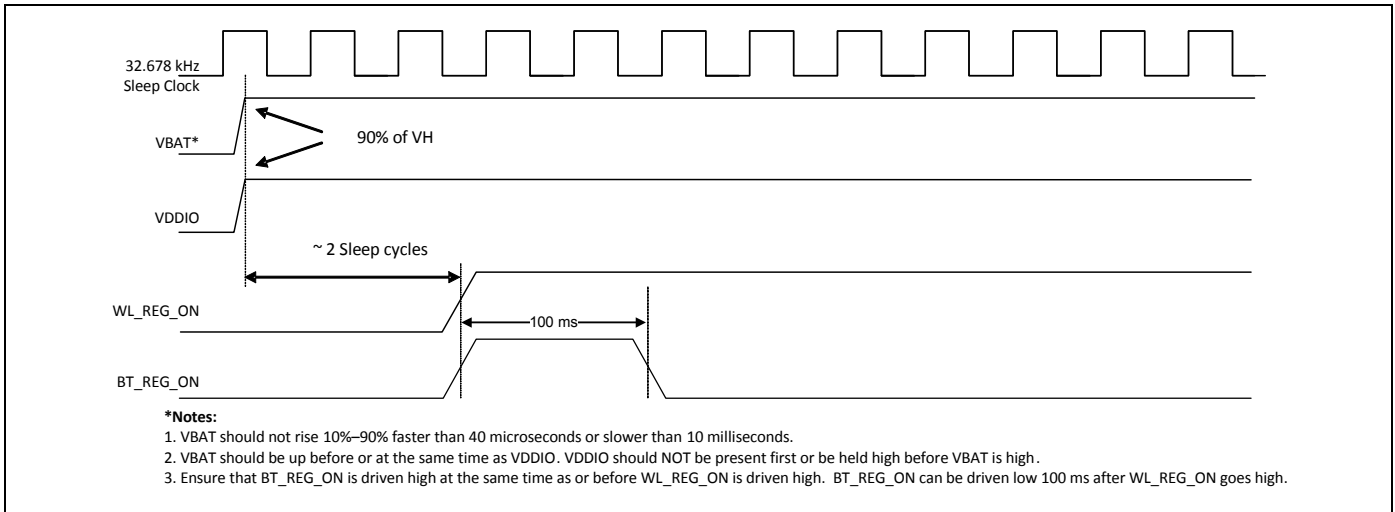 32.678 kHz
Sleep Clock
90% of VH
VBAT*
VDDIO
~ 2 Sleep cycles
WL_REG_ON
100 ms
BT_REG_ON
*Notes:
1. VBAT should not rise 10%–90% faster than 40 microseconds or slower than 10 milliseconds.
2. VBAT should be up before or at the same time as VDDIO. VDDIO should NOT be present first or be held high before VBAT is high.
3. Ensure that BT_REG_ON is driven high at the same time as or before WL_REG_ON is driven high. BT_REG_ON can be driven low 100 ms after WL_REG_ON goes high.